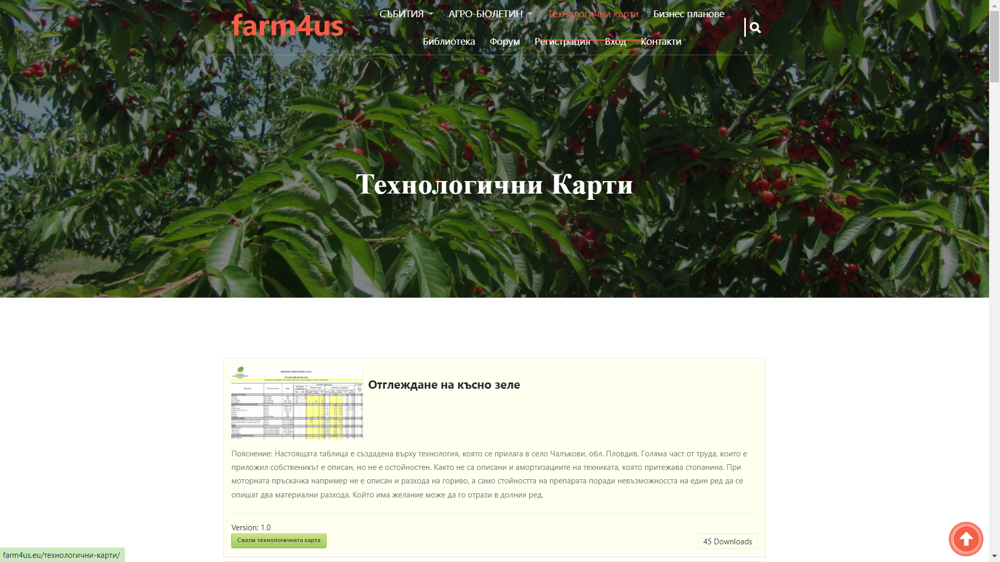 farm4us
СЪБИТИЯ
АГРО-БЮЛЕТИН
Технологични карти
Бизнес планове
Библиотека
Форум
Регистрация
Вход
Контакти
Технологични Карти
Отглеждане на късно зеле
Пояснение: Настоящата таблица е създадена върху технология, която се прилага в село Чалъкови, обл. Пловдив. Голяма част от труда, които е
приложил собственикът е описан, но не е остойностен. Както не са описани и амортизациите на техниката, която притежава стопанина. При
моторната пръскачка например не е описан и разхода на гориво, а само стойността на препарата поради невъзможносста на един ред да се
опишат два материални разхода. Който има желание може да го отрази в долния ред.
Version: 1.0
Свали технологичната карта
45 Downloads
farm4us.eu/технологични-карти/